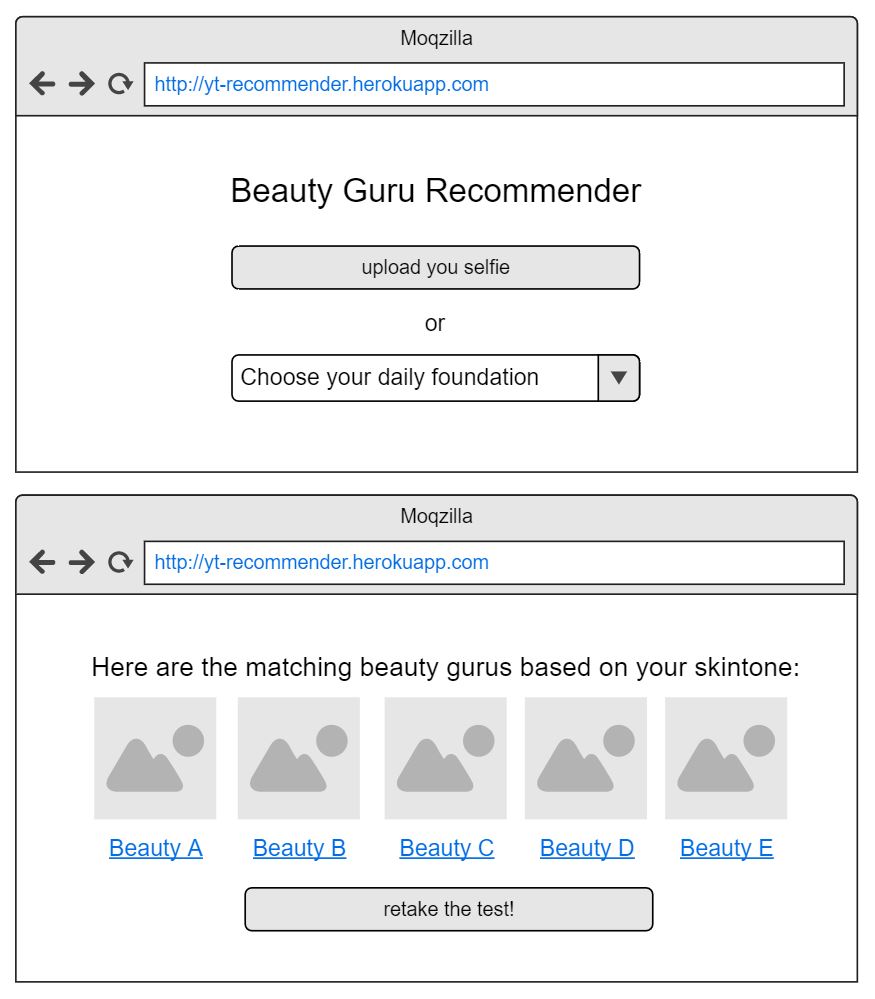 Moqzilla
http://yt-recommender.herokuapp.com
Beauty Guru Recommender
upload you selfie
or
Choose your daily foundation
Moqzilla
http://yt-recommender.herokuapp.com
Here are the matching beauty gurus based on your skintone:
Beauty A Beauty B Beauty C Beauty D Beauty E
retake the test!